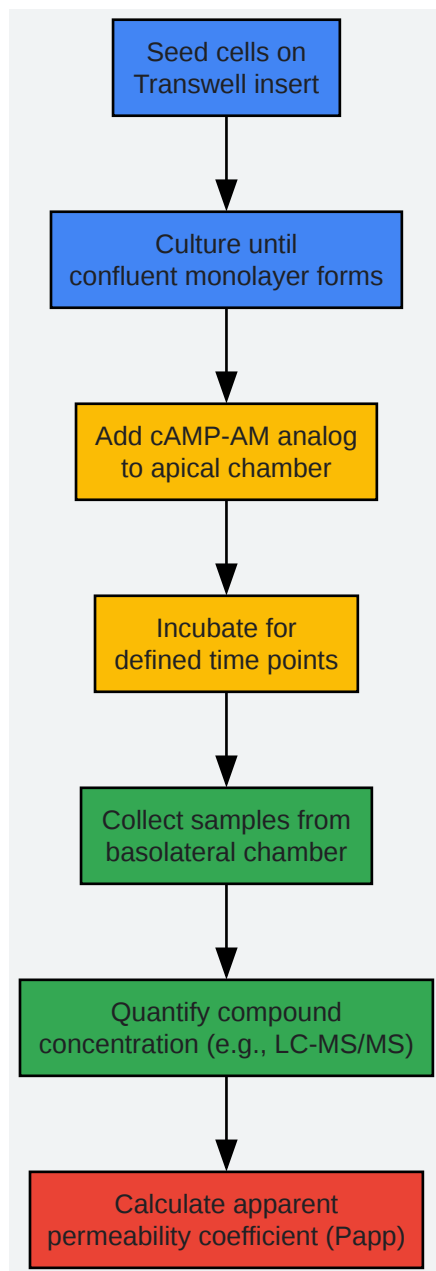 Seed cells on
Transwell insert
Culture until
confluent monolayer forms
Add cAMP-AM analog
to apical chamber
Incubate for
defined time points
Collect samples from
basolateral chamber
Quantify compound
concentration (e.g., LC-MS/MS)
Calculate apparent
permeability coefficient (Papp)